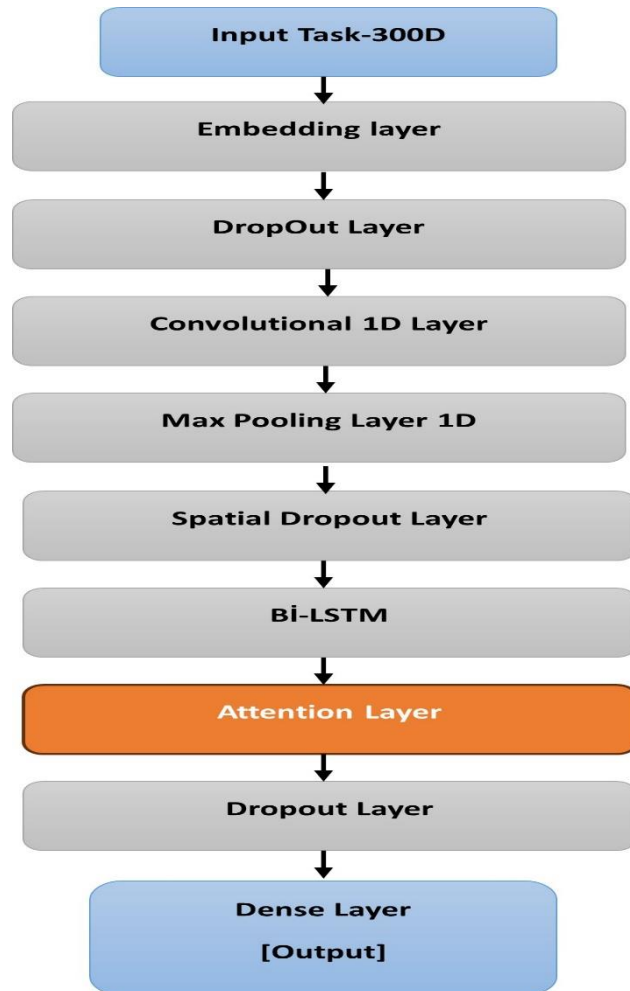 Input Task-300D
Embedding layer
DropOut Layer
Convolutional 1D Layer
Max Pooling Layer 1D
Spatial Dropout Layer
Bİ-LSTM
Attention Layer
Dropout Layer
Dense Layer
[Output]